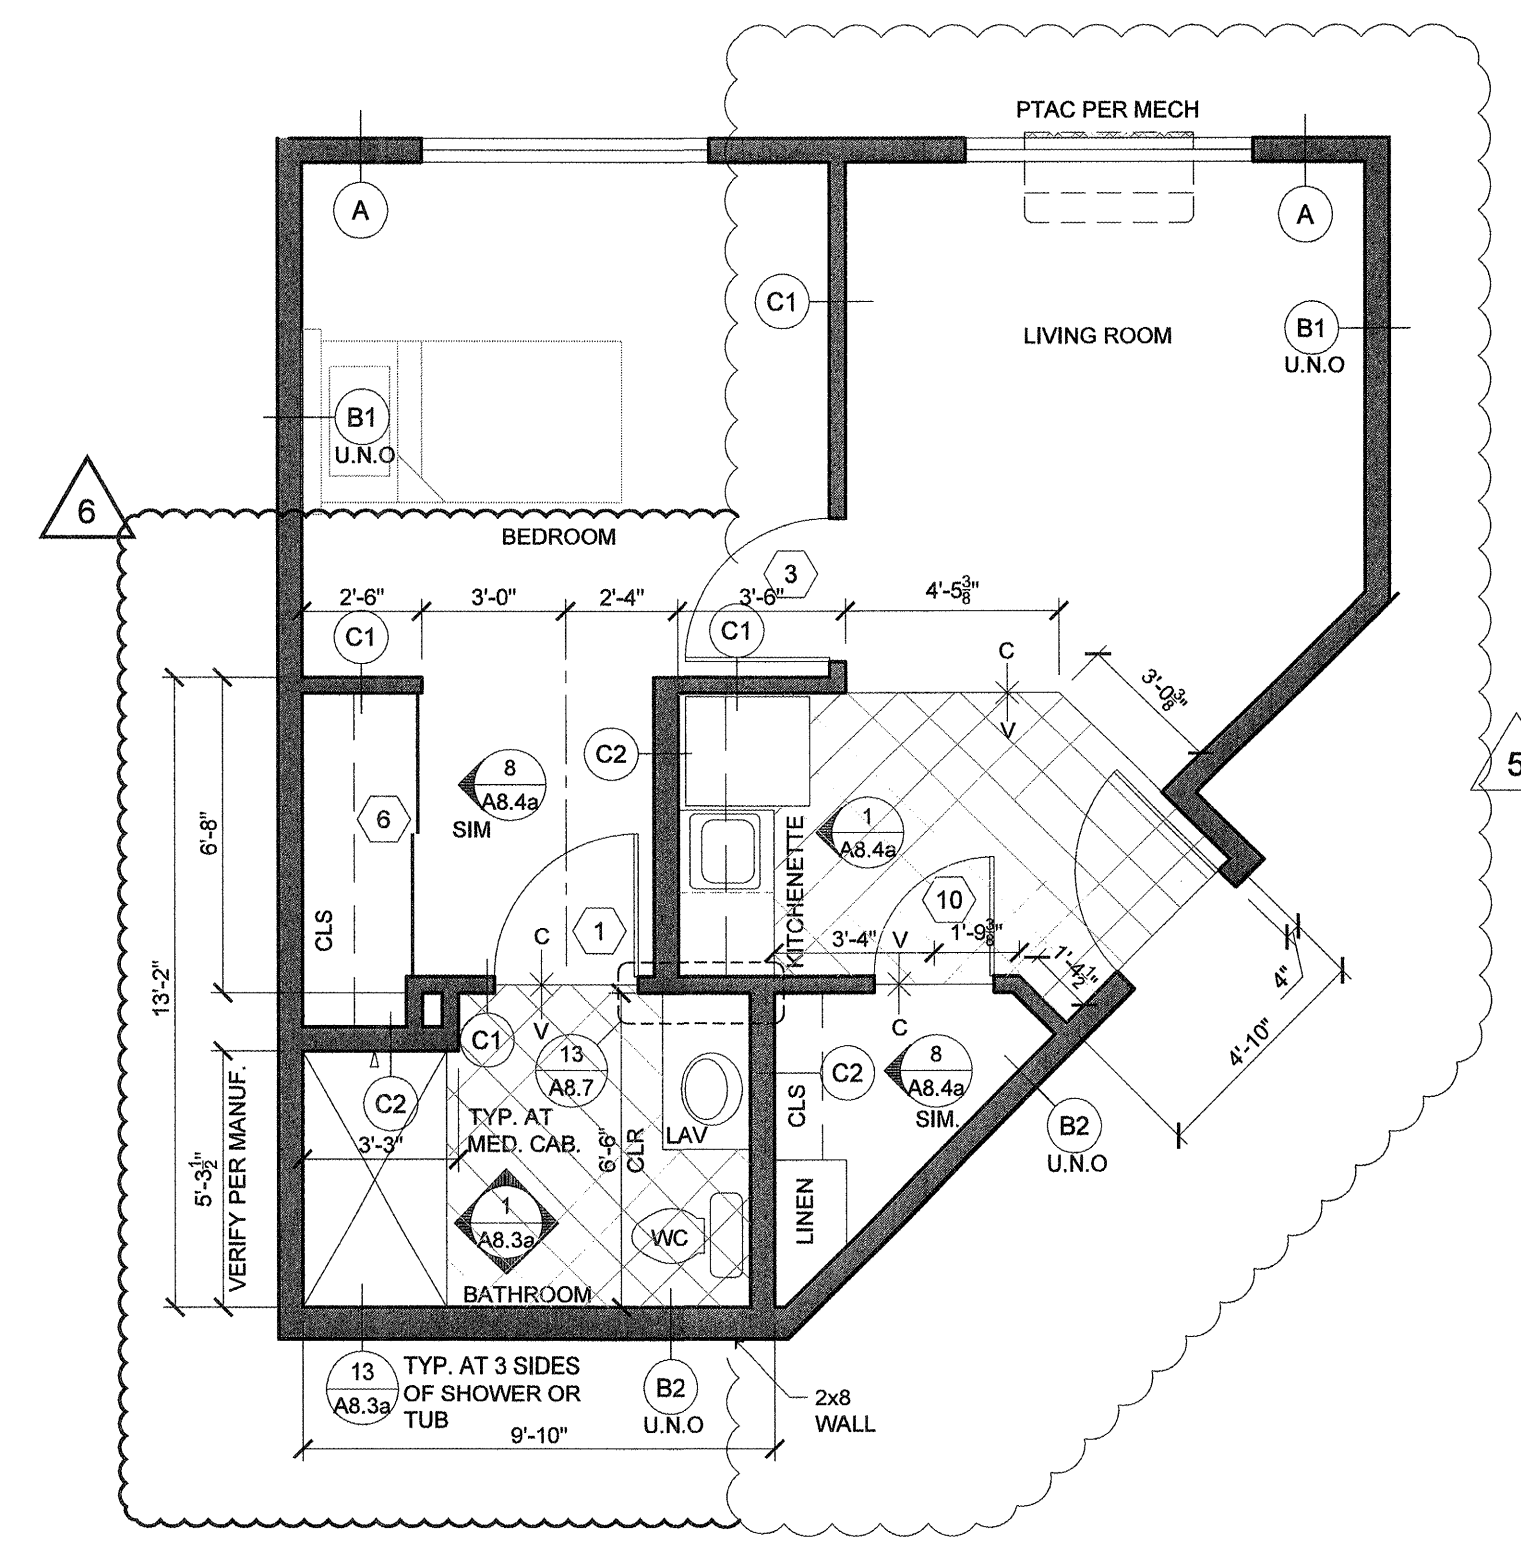 PTAC PER MECH
A
A
C1
LIVING ROOM
B1
U.N.O
B1
U.N.O
6
BEDROOM
3
2'-6"
3'-0"
2'-4"
3'-6"
4'-5 3/8"
C1
C1
C
V
3'-0 3/8"
C2
5
8
A8.4a
SIM
6
1
A8.4a
KITCHENETTE
6'-8"
CLS
1
10
C
V
3'-4"
V
C
1'-9 3/8"
1'-4 1/2"
4"
4'-10"
13'-2"
C1
13
A8.7
C2
8
A8.4a
SIM.
C2
CLS
B2
U.N.O
TYP. AT
MED. CAB.
3'-3"
LAV
6'-6"
CLR
5'-3 1/2"
VERIFY PER MANUF.
1
A8.3a
WC
LINEN
BATHROOM
13
A8.3a
TYP. AT 3 SIDES
OF SHOWER OR
TUB
B2
U.N.O
2x8
WALL
9'-10"